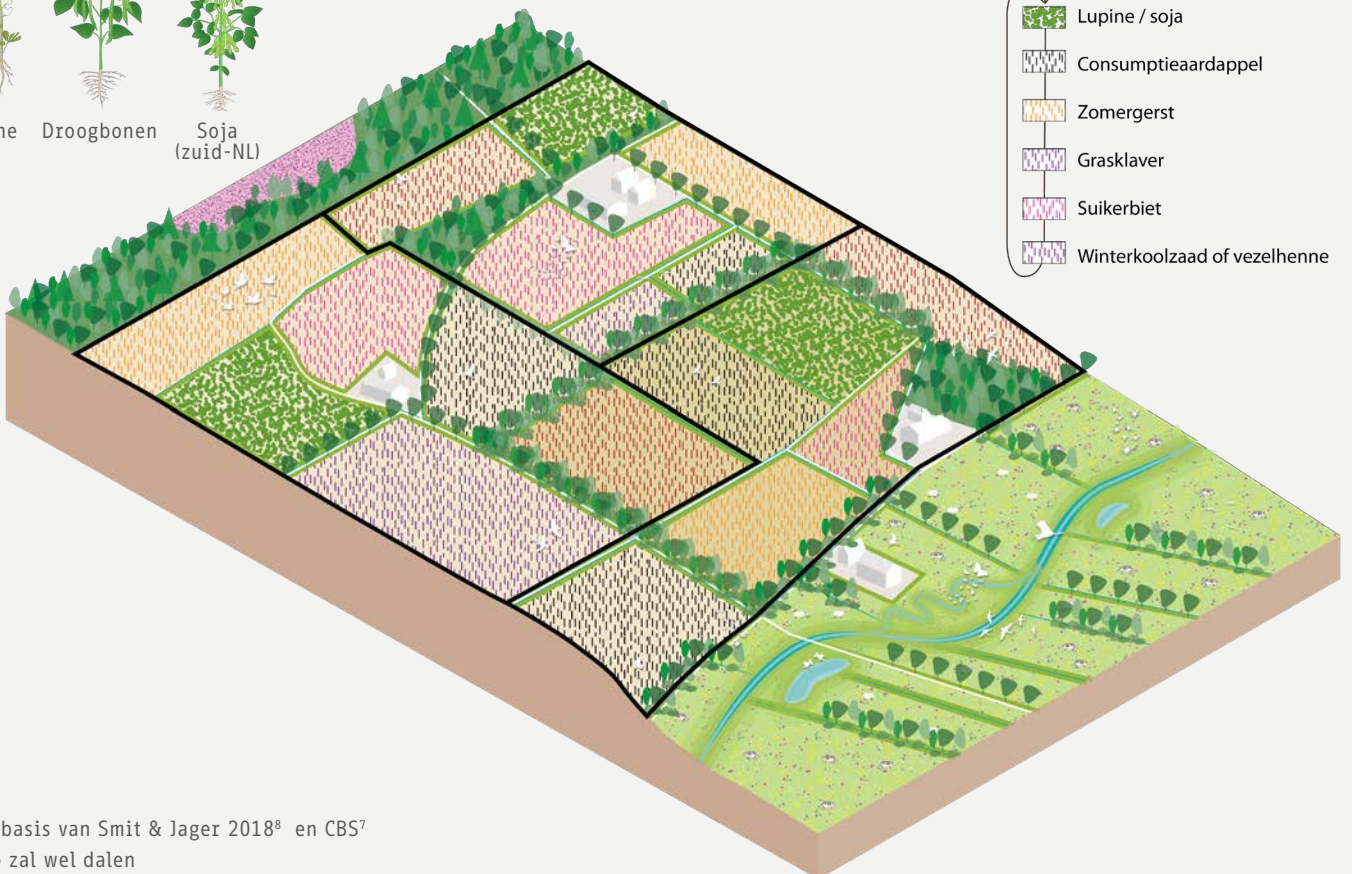 ne
Droogbonen
Soja
(zuid-NL)
Lupine / soja
Consumptieaardappel
Zomergerst
Grasklaver
Suikerbiet
Winterkoolzaad of vezelhenne
basis van Smit & Jager 2018⁸ en CBS⁷
zal wel dalen